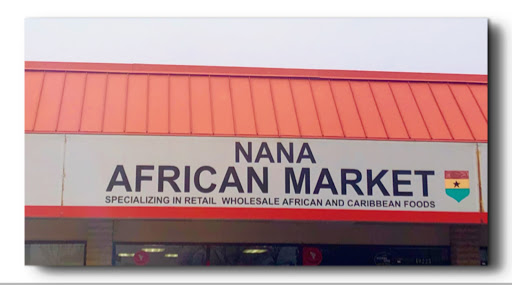 NANA
AFRICAN MARKET
SPECIALIZING IN RETAIL WHOLESALE AFRICAN AND CARIBBEAN FOODS